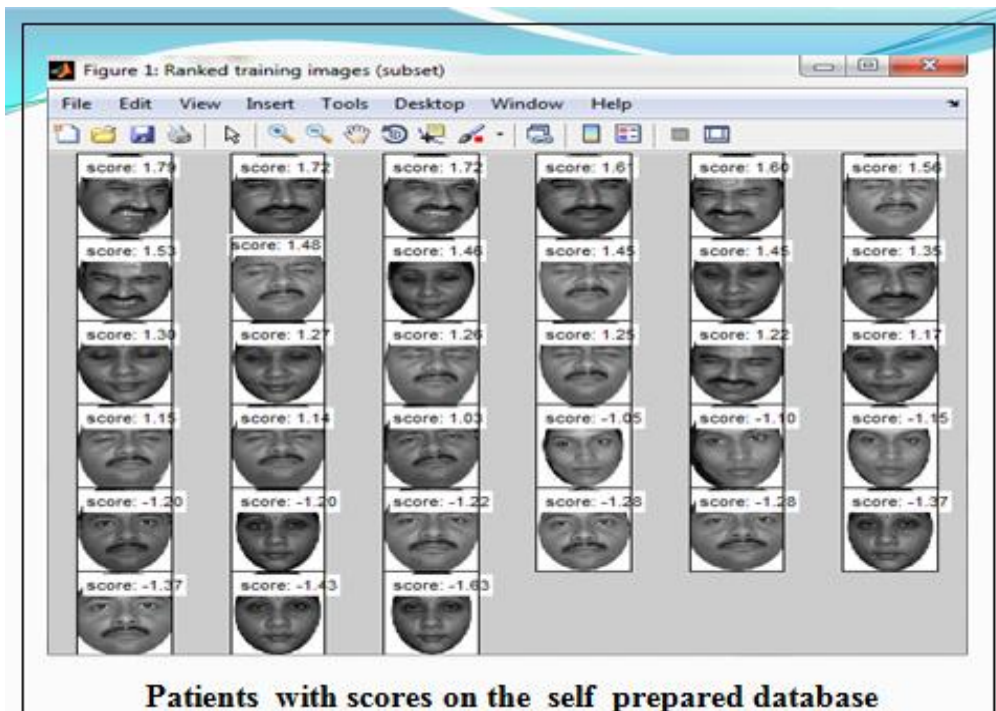 Figure 1: Ranked training images (subset)
File Edit View Insert Tools Desktop Window Help
score: 1.79 score: 1.72 score: 1.72 score: 1.61 score: 1.60 score: 1.56
score: 1.53 score: 1.48 score: 1.46 score: 1.45 score: 1.45 score: 1.35
score: 1.30 score: 1.27 score: 1.26 score: 1.25 score: 1.22 score: 1.17
score: 1.15 score: 1.14 score: 1.03 score: -1.05 score: -1.10 score: -1.15
score: -1.20 score: -1.20 score: -1.22 score: -1.28 score: -1.28 score: -1.37
score: -1.37 score: -1.43 score: -1.63
Patients with scores on the self prepared database